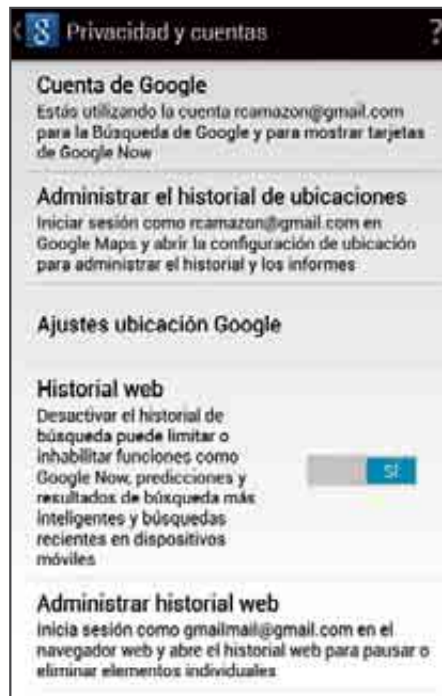 Privacidad y cuentas ?
Cuenta de Google
Estás utilizando la cuenta rcamazon@gmail.com
para la Búsqueda de Google y para mostrar tarjetas
de Google Now
Administrar el historial de ubicaciones
Iniciar sesión como rcamazon@gmail.com en
Google Maps y abrir la configuración de ubicación
para administrar el historial y los informes
Ajustes ubicación Google
Historial web
Desactivar el historial de
búsqueda puede limitar o
inhabilitar funciones como
Google Now, predicciones y
resultados de búsqueda más
inteligentes y búsquedas
recientes en dispositivos
móviles
SÍ
Administrar historial web
Inicia sesión como gmailmail@gmail.com en el
navegador web y abre el historial web para pausar o
eliminar elementos individuales